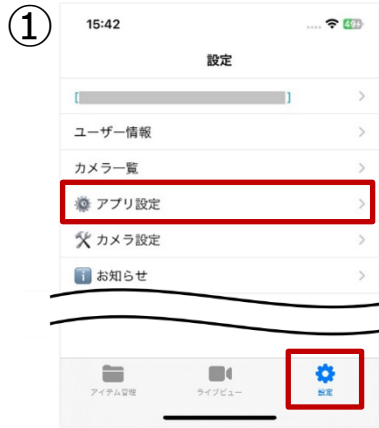 ①
15:42
49
設定
[ ]
ユーザー情報
カメラ一覧
アプリ設定
カメラ設定
お知らせ
アイテム管理 ライブビュー 設定